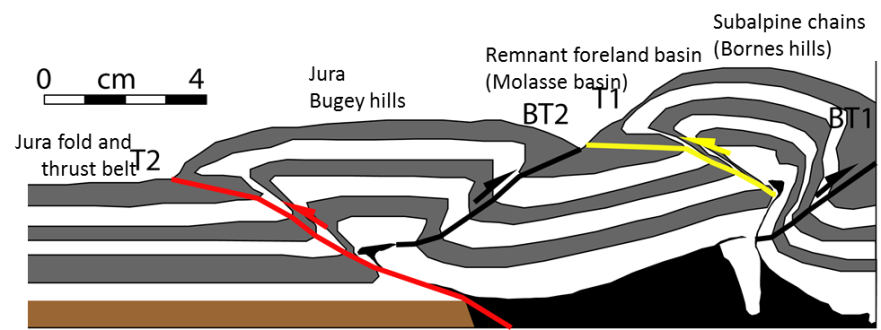 Subalpine chains
(Bornes hills)
Remnant foreland basin
(Molasse basin)
0 cm 4
Jura
Bugey hills
T1
BT2
BT1
Jura fold and
thrust belt
T2